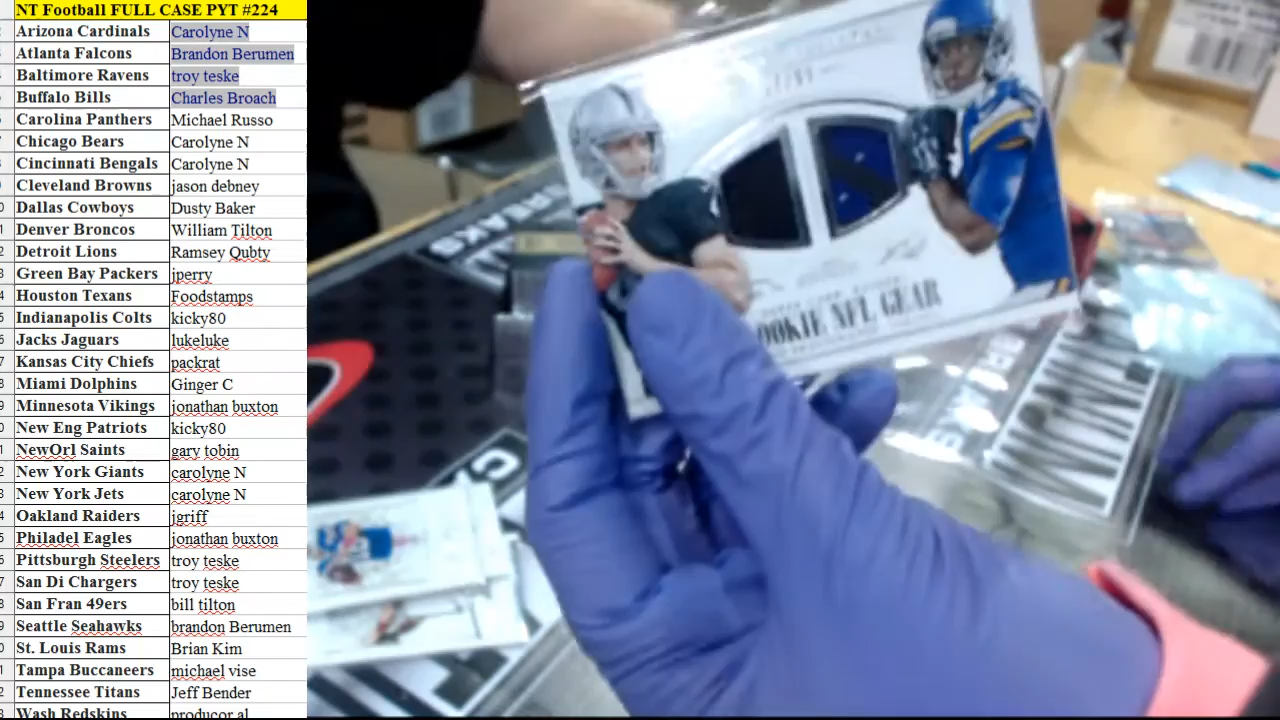 NT Football FULL CASE PYT #224
Arizona Cardinals Carolyne N
Atlanta Falcons Brandon Berumen
Baltimore Ravens troy teske
Buffalo Bills Charles Broach
Carolina Panthers Michael Russo
Chicago Bears Carolyne N
Cincinnati Bengals Carolyne N
Cleveland Browns jason debney
Dallas Cowboys Dusty Baker
Denver Broncos William Tilton
Detroit Lions Ramsey Qubty
Green Bay Packers jperry
Houston Texans Foodstamps
Indianapolis Colts kicky80
Jacks Jaguars lukeluke
Kansas City Chiefs packrat
Miami Dolphins Ginger C
Minnesota Vikings jonathan buxton
New Eng Patriots kicky80
NewOrl Saints gary tobin
New York Giants carolyne N
New York Jets carolyne N
Oakland Raiders jgriff
Philadel Eagles jonathan buxton
Pittsburgh Steelers troy teske
San Di Chargers troy teske
San Fran 49ers bill tilton
Seattle Seahawks brandon Berumen
St. Louis Rams Brian Kim
Tampa Buccaneers michael vise
Tennessee Titans Jeff Bender
Wash Redskins producor al
OOKIE NFL GEAR